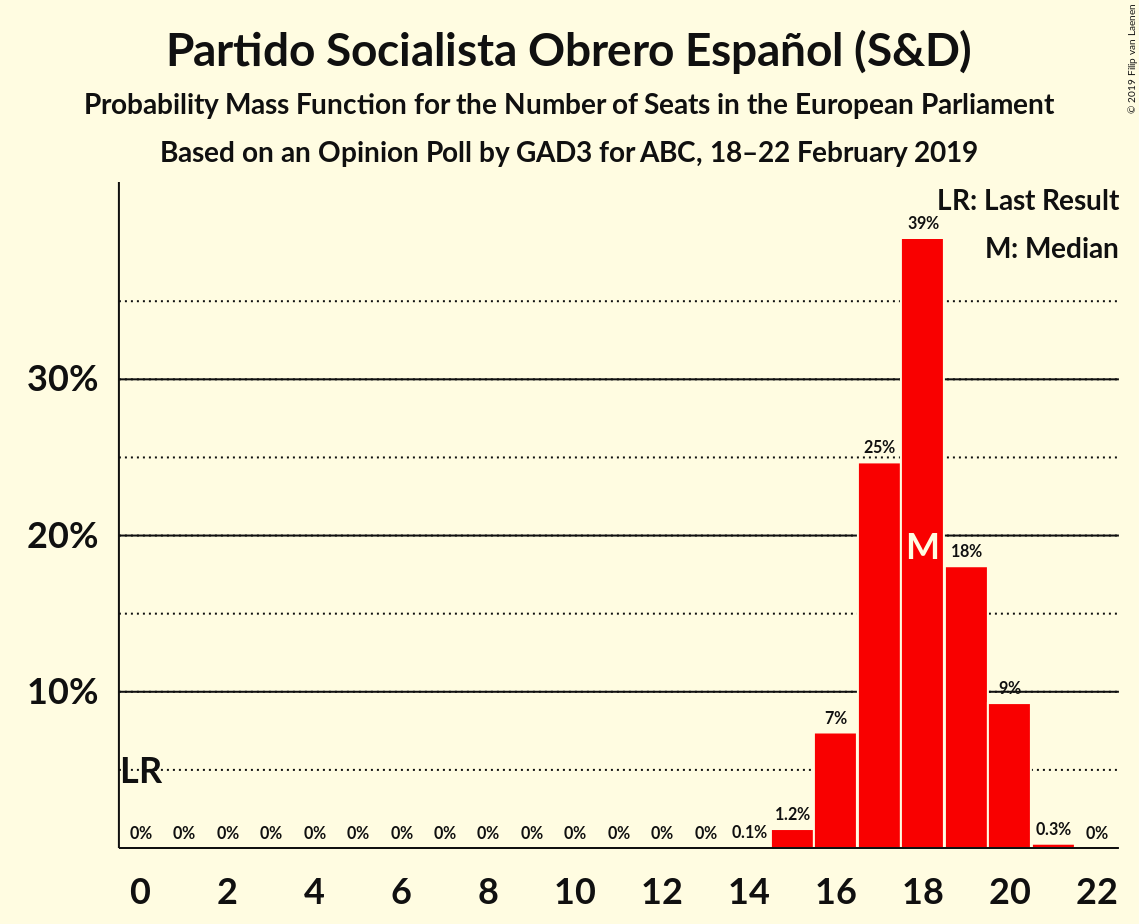 Partido Socialista Obrero Español (S&D)
Probability Mass Function for the Number of Seats in the European Parliament
Based on an Opinion Poll by GAD3 for ABC, 18–22 February 2019
© 2019 Filip van Laenen
LR: Last Result
M: Median
39%
30%
25%
20%
M
18%
10%
9%
7%
LR
0% 0% 0% 0% 0% 0% 0% 0% 0% 0% 0% 0% 0% 0% 0.1% 1.2% 0.3% 0%
0 2 4 6 8 10 12 14 16 18 20 22